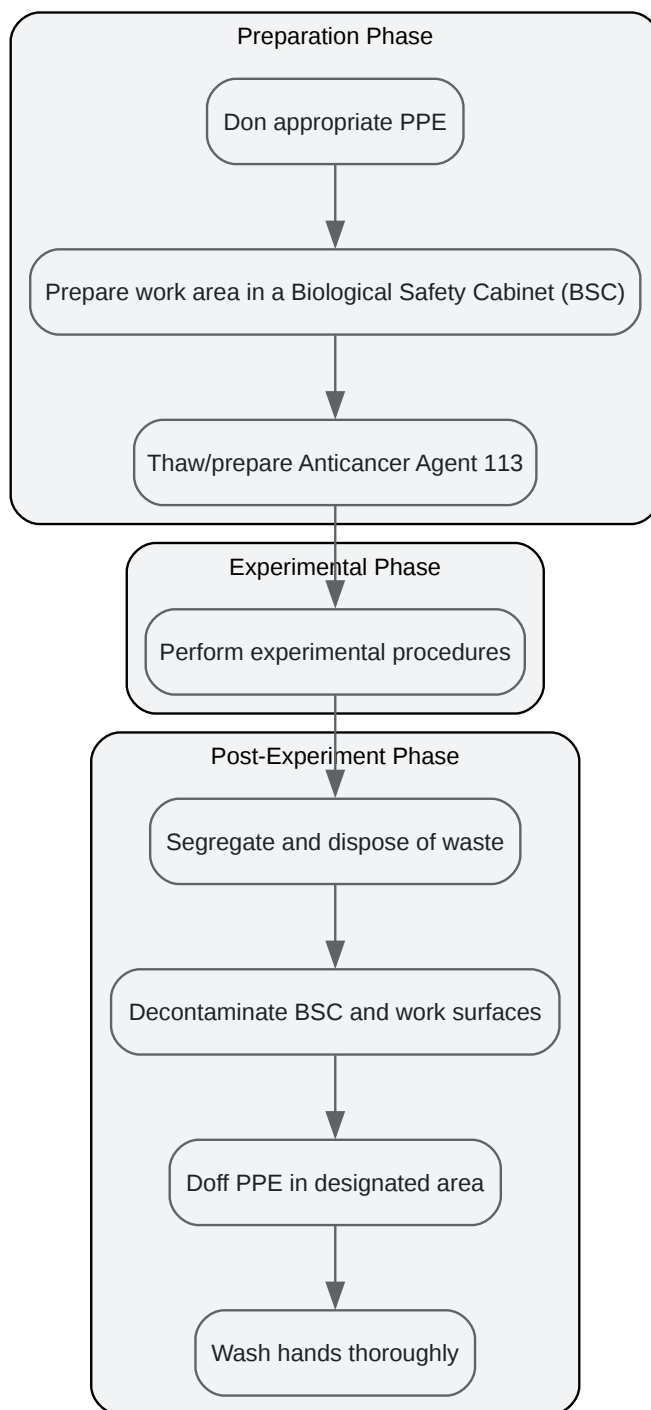 Preparation Phase
Don appropriate PPE
Prepare work area in a Biological Safety Cabinet (BSC)
Thaw/prepare Anticancer Agent 113
Experimental Phase
Perform experimental procedures
Post-Experiment Phase
Segregate and dispose of waste
Decontaminate BSC and work surfaces
Doff PPE in designated area
Wash hands thoroughly